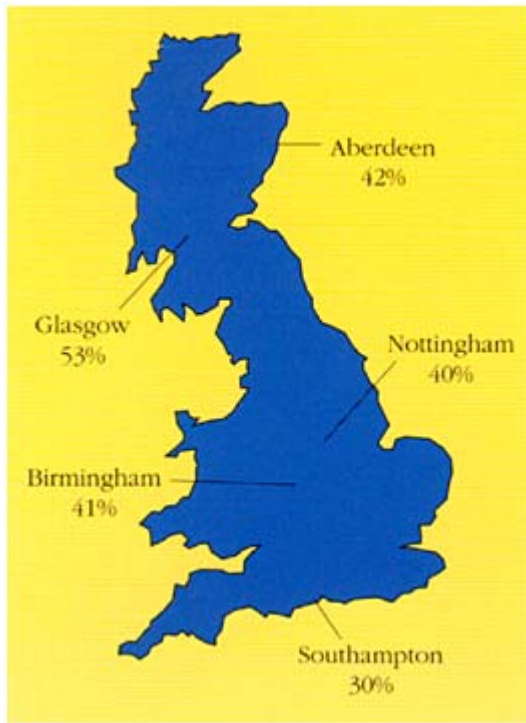 Aberdeen
42%
Glasgow
53%
Nottingham
40%
Birmingham
41%
Southampton
30%